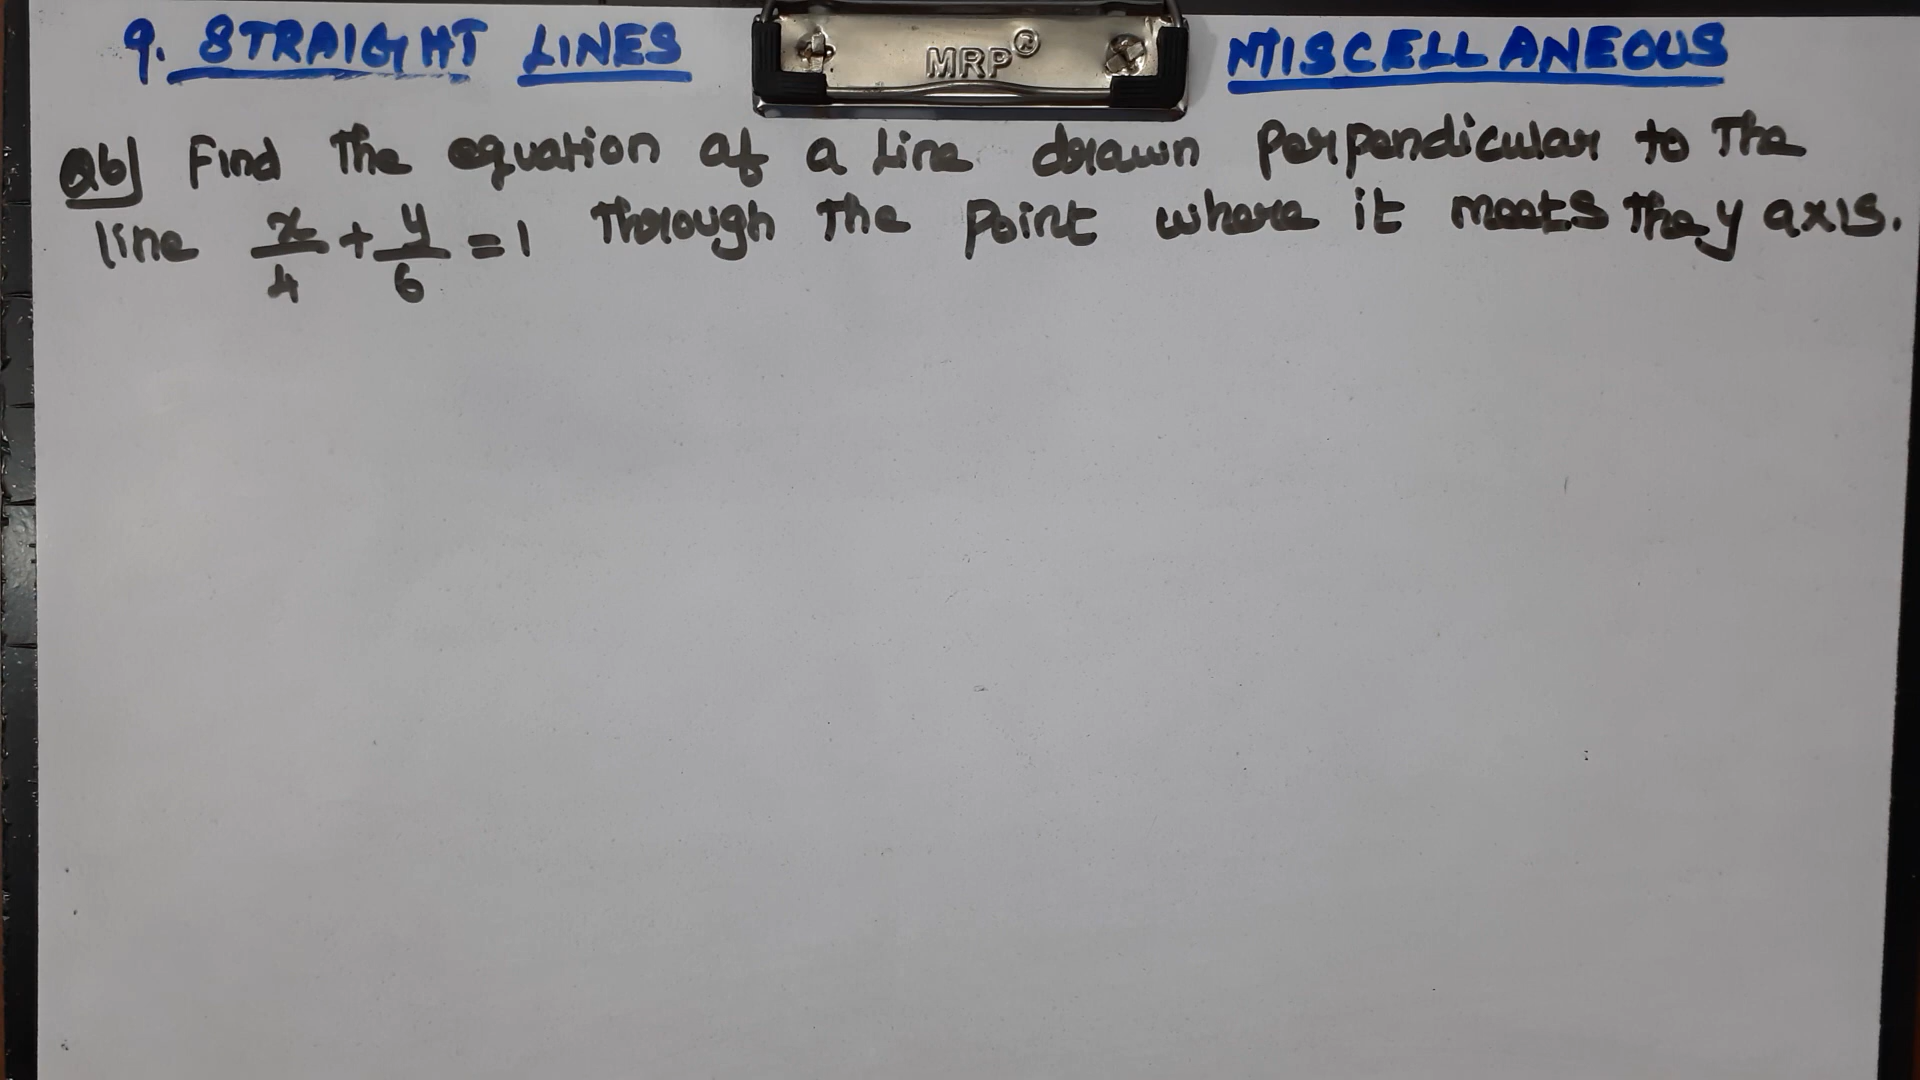 9. STRAIGHT LINES
MRP®
MISCELLANEOUS
Q6] Find The equation of a Line drawn Perpendicular to The
line x/4 + y/6 = 1 Through The Point where it meets The y axis.